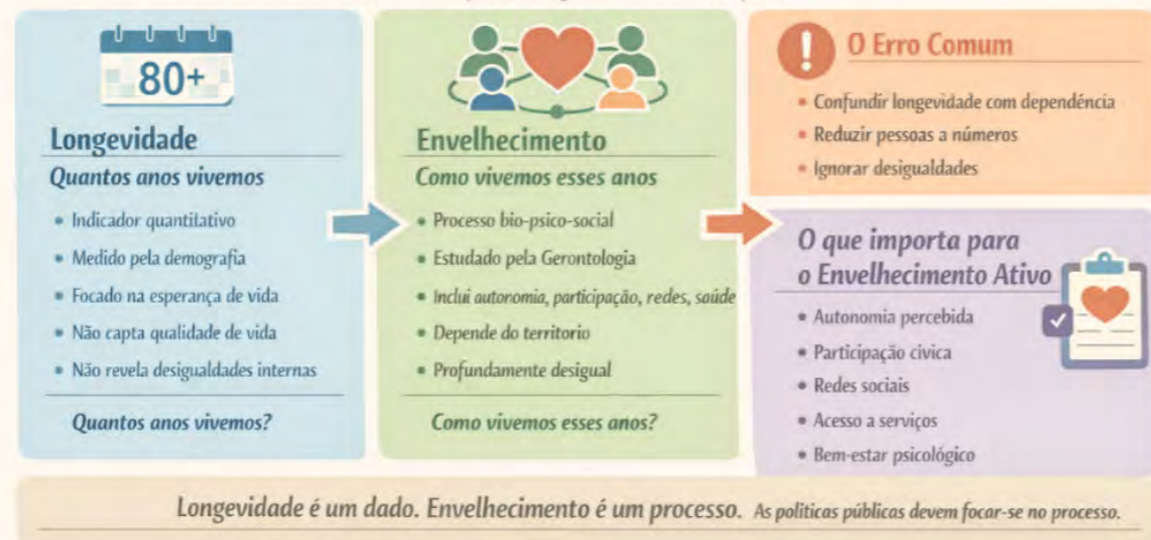 80+
Longevidade
Quantos anos vivemos
• Indicador quantitativo
• Medido pela demografia
• Focado na esperança de vida
• Não capta qualidade de vida
• Não revela desigualdades internas
Quantos anos vivemos?
Envelhecimento
Como vivemos esses anos
• Processo bio-psico-social
• Estudado pela Gerontologia
• Inclui autonomia, participação, redes, saúde
• Depende do territorio
• Profundamente desigual
Como vivemos esses anos?
! O Erro Comum
• Confundir longevidade com dependência
• Reduzir pessoas a números
• Ignorar desigualdades
O que importa para
o Envelhecimento Ativo
• Autonomia percebida
• Participação civica
• Redes sociais
• Acesso a serviços
• Bem-estar psicológico
Longevidade é um dado. Envelhecimento é um processo. As politicas públicas devem focar-se no processo.